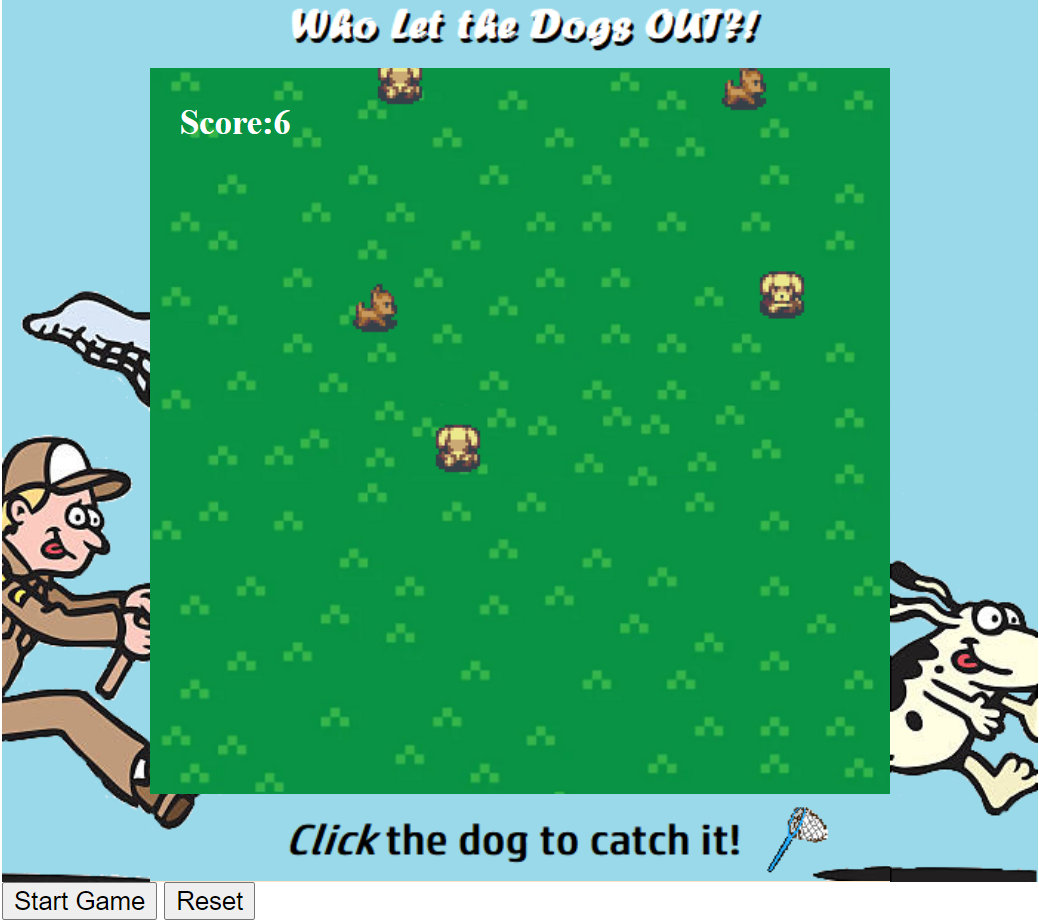 Who Let the Dogs OUT?!
Score:6
Click the dog to catch it!
Start Game Reset